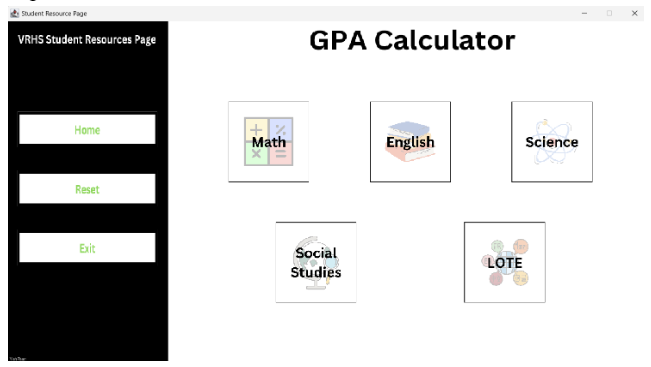 Student Resource Page
VRHS Student Resources Page
Home
Reset
Exit
GPA Calculator
Math
English
Science
Social
Studies
LOTE